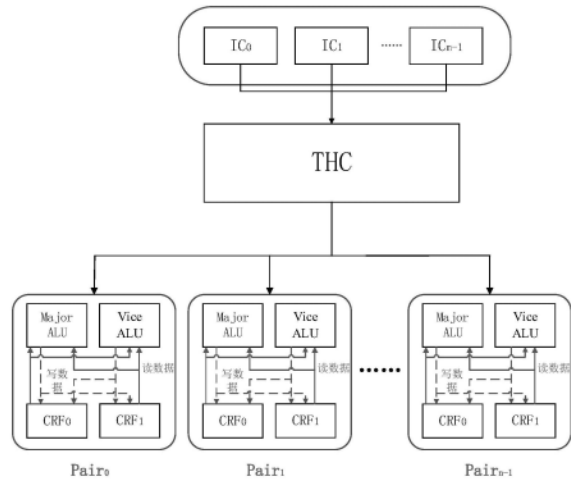 IC0 IC1 …… ICm-1
THC
Major ALU Vice ALU Major ALU Vice ALU Major ALU Vice ALU
写数据 读数据 写数据 读数据 …… 写数据 读数据
CRF0 CRF1 CRF0 CRF1 CRF0 CRF1
Pair0 Pair1 Pairn-1